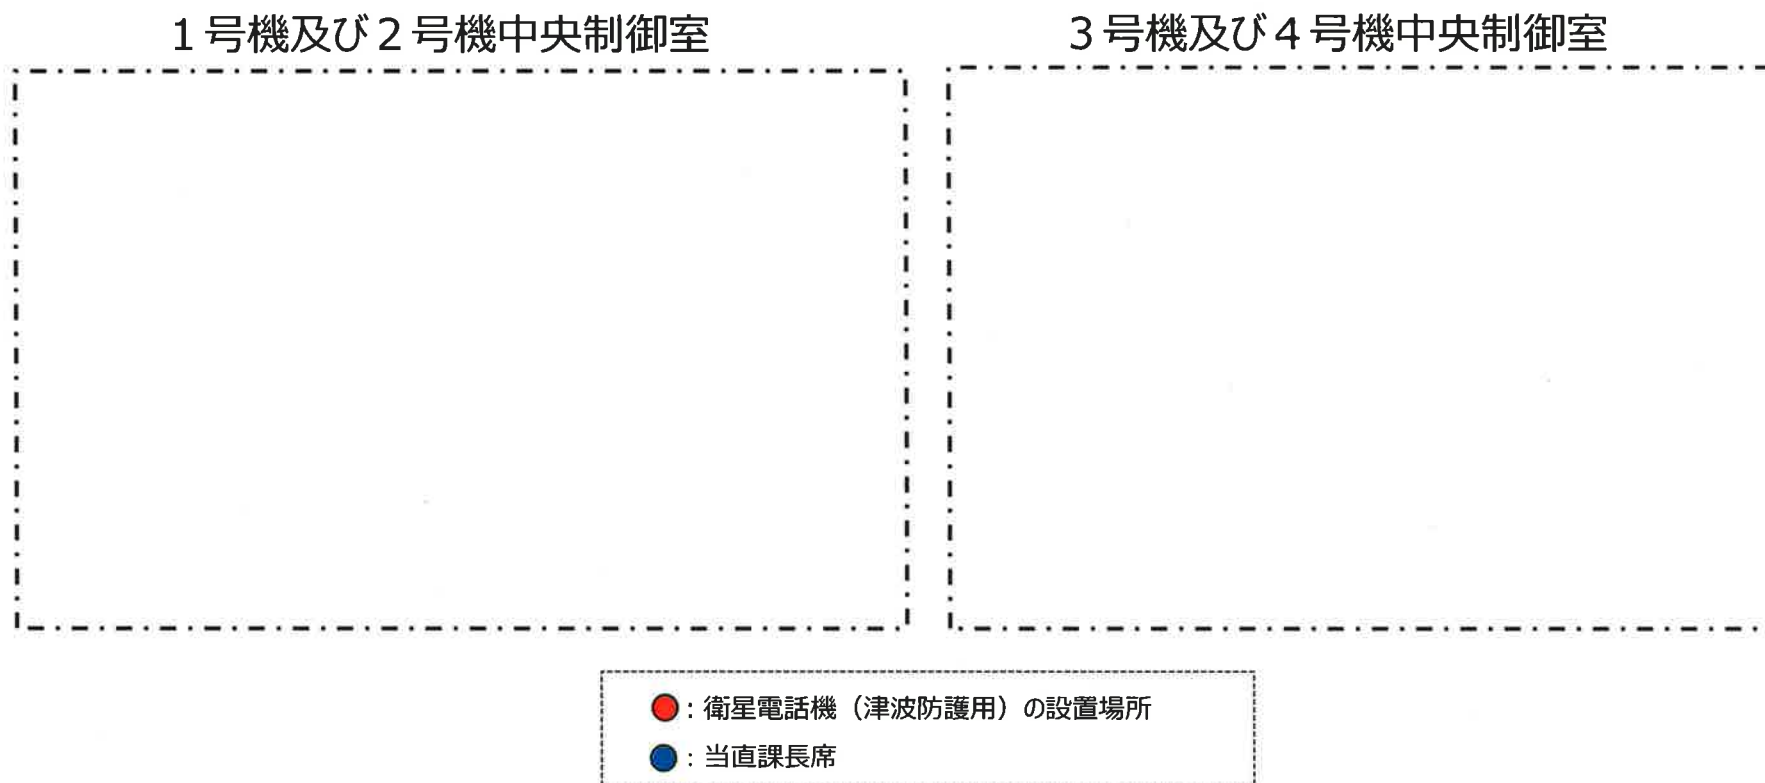 １号機及び２号機中央制御室
３号機及び４号機中央制御室
：衛星電話機（津波防護用）の設置場所
：当直課長席